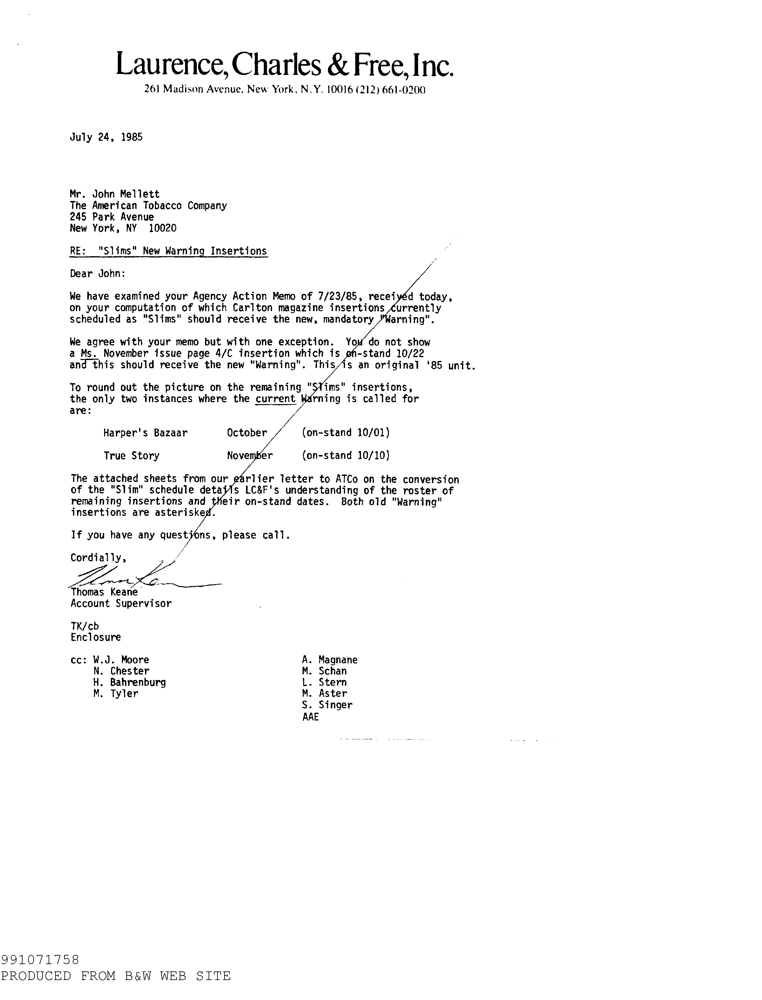 Laurence, Charles & Free, Inc.
261 Madison Avenue, New York, N.Y. 10016 (212) 661-0200
July 24, 1985
Mr. John Mellett
The American Tobacco Company
245 Park Avenue
New York, NY 10020
RE: "Slims" New Warning Insertions
Dear John:
We have examined your Agency Action Memo of 7/23/85, received today,
on your computation of which Carlton magazine insertions currently
scheduled as "Slims" should receive the new, mandatory "Warning".
We agree with your memo but with one exception. You do not show
a Ms. November issue page 4/C insertion which is on-stand 10/22
and this should receive the new "Warning". This is an original '85 unit.
To round out the picture on the remaining "Slims" insertions,
the only two instances where the current Warning is called for
are:
Harper's Bazaar October (on-stand 10/01)
True Story November (on-stand 10/10)
The attached sheets from our earlier letter to ATCo on the conversion
of the "Slim" schedule details LC&F's understanding of the roster of
remaining insertions and their on-stand dates. Both old "Warning"
insertions are asterisked.
If you have any questions, please call.
Cordially,
Thomas Keane
Account Supervisor
TK/cb
Enclosure
cc: W.J. Moore A. Magnane
N. Chester M. Schan
H. Bahrenburg L. Stern
M. Tyler M. Aster
S. Singer
AAE
991071758
PRODUCED FROM B&W WEB SITE